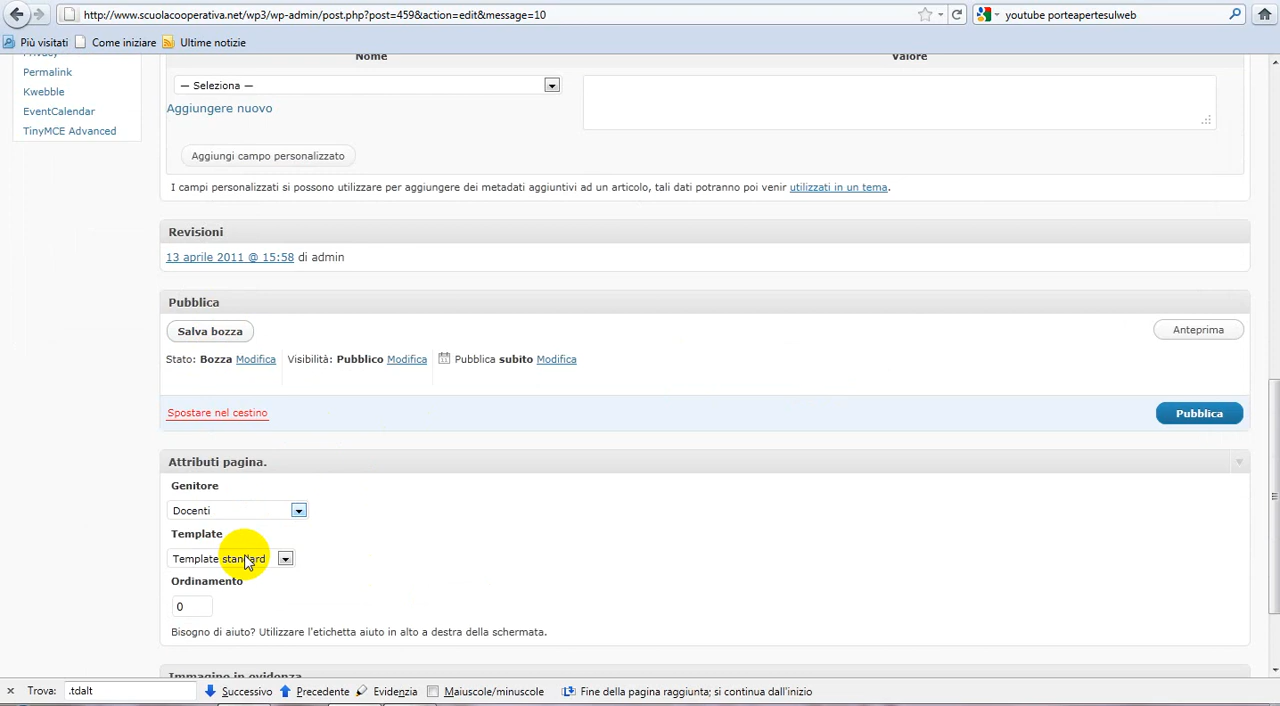 http://www.scuolacooperativa.net/wp3/wp-admin/post.php?post=459&action=edit&message=10
youtube porteapertesulweb
Più visitati Come iniziare Ultime notizie
Privacy
Permalink
Kwebble
EventCalendar
TinyMCE Advanced
Nome Valore
— Seleziona —
Aggiungere nuovo
Aggiungi campo personalizzato
I campi personalizzati si possono utilizzare per aggiungere dei metadati aggiuntivi ad un articolo, tali dati potranno poi venir utilizzati in un tema.
Revisioni
13 aprile 2011 @ 15:58 di admin
Pubblica
Salva bozza Anteprima
Stato: Bozza Modifica Visibilità: Pubblico Modifica Pubblica subito Modifica
Spostare nel cestino Pubblica
Attributi pagina.
Genitore
Docenti
Template
Template standard
Ordinamento
0
Bisogno di aiuto? Utilizzare l'etichetta aiuto in alto a destra della schermata.
Immagine in evidenza
Trova: .tdalt Successivo Precedente Evidenzia Maiuscole/minuscole Fine della pagina raggiunta; si continua dall'inizio